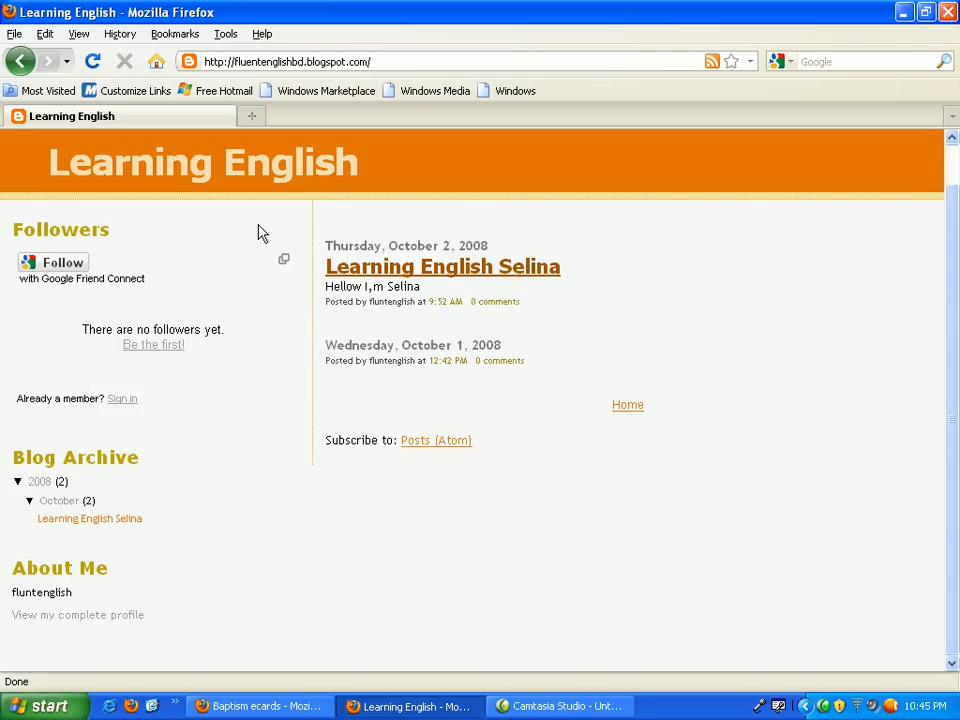 Learning English - Mozilla Firefox
File Edit View History Bookmarks Tools Help
http://fluentenglishbd.blogspot.com/
Google
Most Visited Customize Links Free Hotmail Windows Marketplace Windows Media Windows
Learning English
Learning English
Followers
Follow
with Google Friend Connect
There are no followers yet.
Be the first!
Already a member? Sign in
Blog Archive
▼ 2008 (2)
▼ October (2)
Learning English Selina
About Me
fluntenglish
View my complete profile
Thursday, October 2, 2008
Learning English Selina
Hellow I,m Selina
Posted by fluntenglish at 9:52 AM 0 comments
Wednesday, October 1, 2008
Posted by fluntenglish at 12:42 PM 0 comments
Home
Subscribe to: Posts (Atom)
Done
start
Baptism ecards - Mozi...
Learning English - Mo...
Camtasia Studio - Unt...
10:45 PM